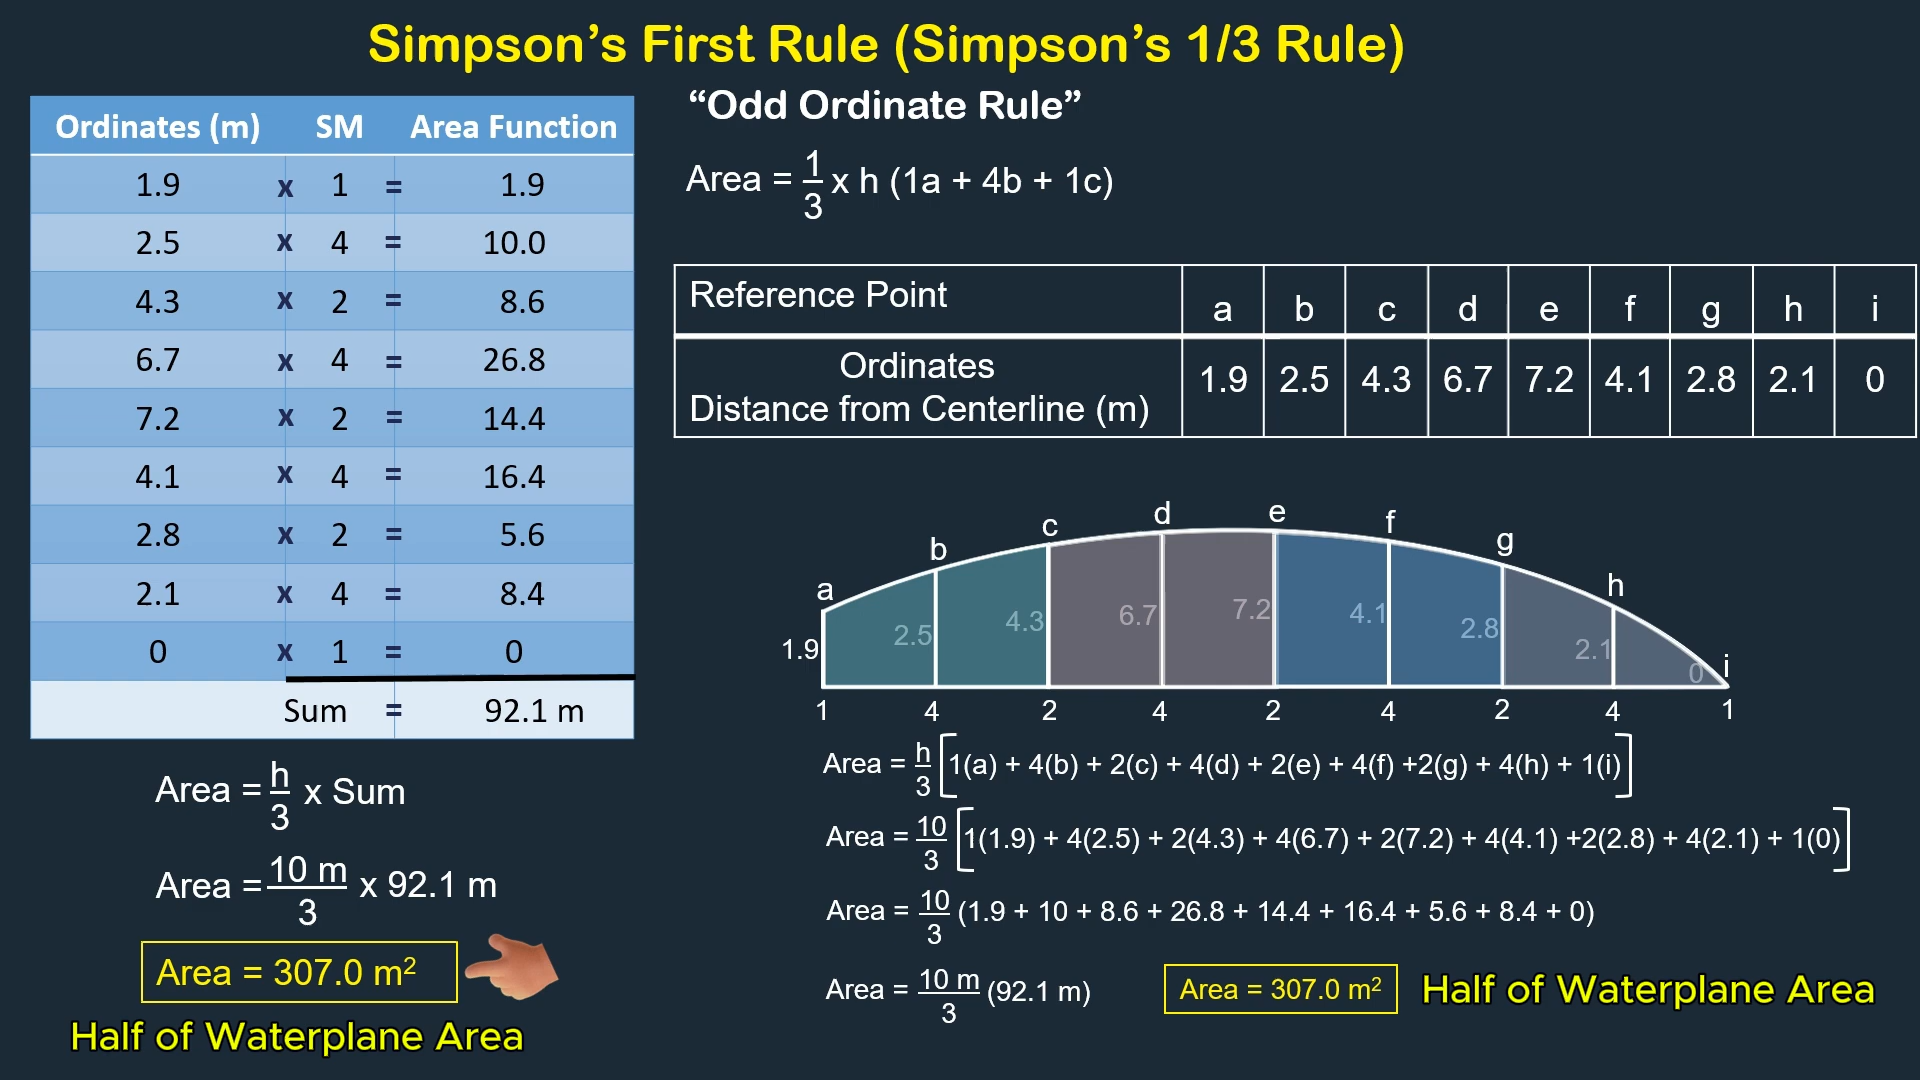 Simpson’s First Rule (Simpson’s 1/3 Rule)
Ordinates (m) SM Area Function
1.9 x 1 = 1.9
2.5 x 4 = 10.0
4.3 x 2 = 8.6
6.7 x 4 = 26.8
7.2 x 2 = 14.4
4.1 x 4 = 16.4
2.8 x 2 = 5.6
2.1 x 4 = 8.4
0 x 1 = 0
Sum = 92.1 m
Area = h/3 x Sum
Area = 10 m/3 x 92.1 m
Area = 307.0 m²
Half of Waterplane Area
“Odd Ordinate Rule”
Area = 1/3 x h (1a + 4b + 1c)
Reference Point a b c d e f g h i
Ordinates
Distance from Centerline (m) 1.9 2.5 4.3 6.7 7.2 4.1 2.8 2.1 0
a b c d e f g h i
1.9 2.5 4.3 6.7 7.2 4.1 2.8 2.1 0
1 4 2 4 2 4 2 4 1
Area = h/3 [1(a) + 4(b) + 2(c) + 4(d) + 2(e) + 4(f) +2(g) + 4(h) + 1(i)]
Area = 10/3 [1(1.9) + 4(2.5) + 2(4.3) + 4(6.7) + 2(7.2) + 4(4.1) +2(2.8) + 4(2.1) + 1(0)]
Area = 10/3 (1.9 + 10 + 8.6 + 26.8 + 14.4 + 16.4 + 5.6 + 8.4 + 0)
Area = 10 m/3 (92.1 m)
Area = 307.0 m²
Half of Waterplane Area